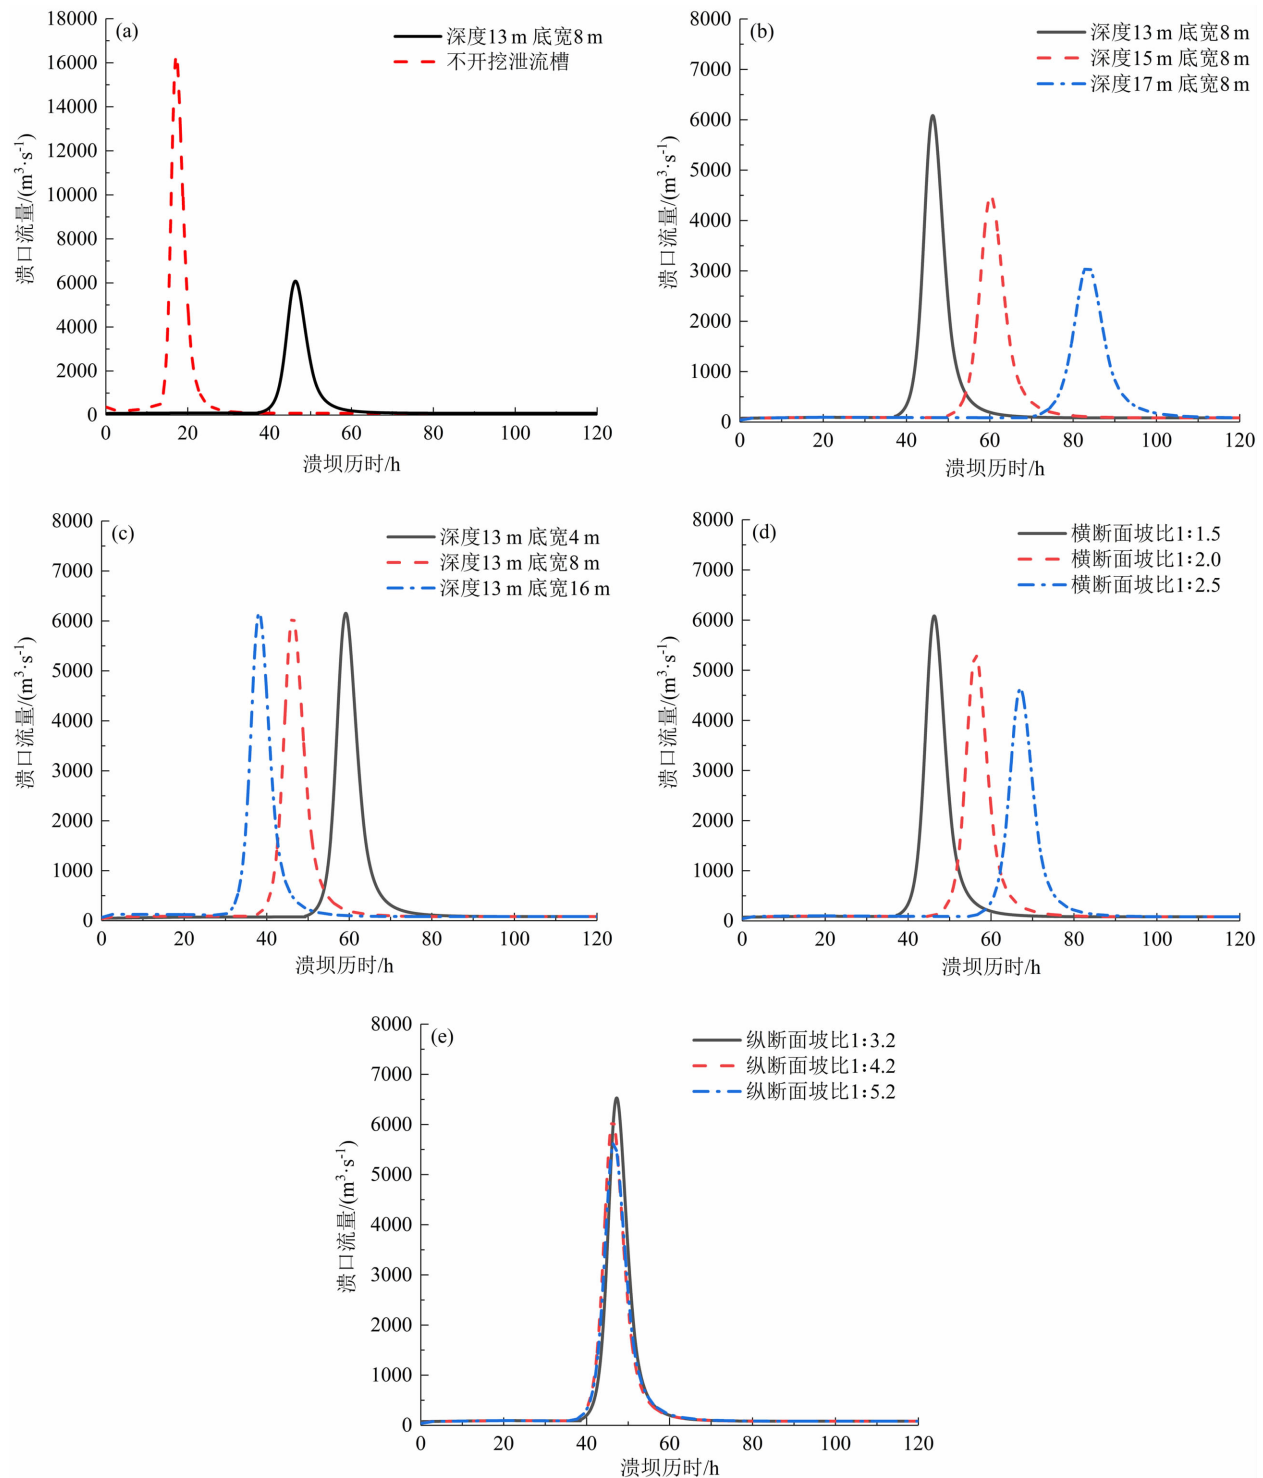 (a)
深度13 m 底宽8 m
不开挖泄流槽
18000
16000
14000
12000
10000
8000
6000
4000
2000
0
溃口流量/(m³·s⁻¹)
0 20 40 60 80 100 120
溃坝历时/h
(b)
深度13 m 底宽8 m
深度15 m 底宽8 m
深度17 m 底宽8 m
8000
7000
6000
5000
4000
3000
2000
1000
0
溃口流量/(m³·s⁻¹)
0 20 40 60 80 100 120
溃坝历时/h
(c)
深度13 m 底宽4 m
深度13 m 底宽8 m
深度13 m 底宽16 m
8000
7000
6000
5000
4000
3000
2000
1000
0
溃口流量/(m³·s⁻¹)
0 20 40 60 80 100 120
溃坝历时/h
(d)
横断面坡比1:1.5
横断面坡比1:2.0
横断面坡比1:2.5
8000
7000
6000
5000
4000
3000
2000
1000
0
溃口流量/(m³·s⁻¹)
0 20 40 60 80 100 120
溃坝历时/h
(e)
纵断面坡比1:3.2
纵断面坡比1:4.2
纵断面坡比1:5.2
8000
7000
6000
5000
4000
3000
2000
1000
0
溃口流量/(m³·s⁻¹)
0 20 40 60 80 100 120
溃坝历时/h